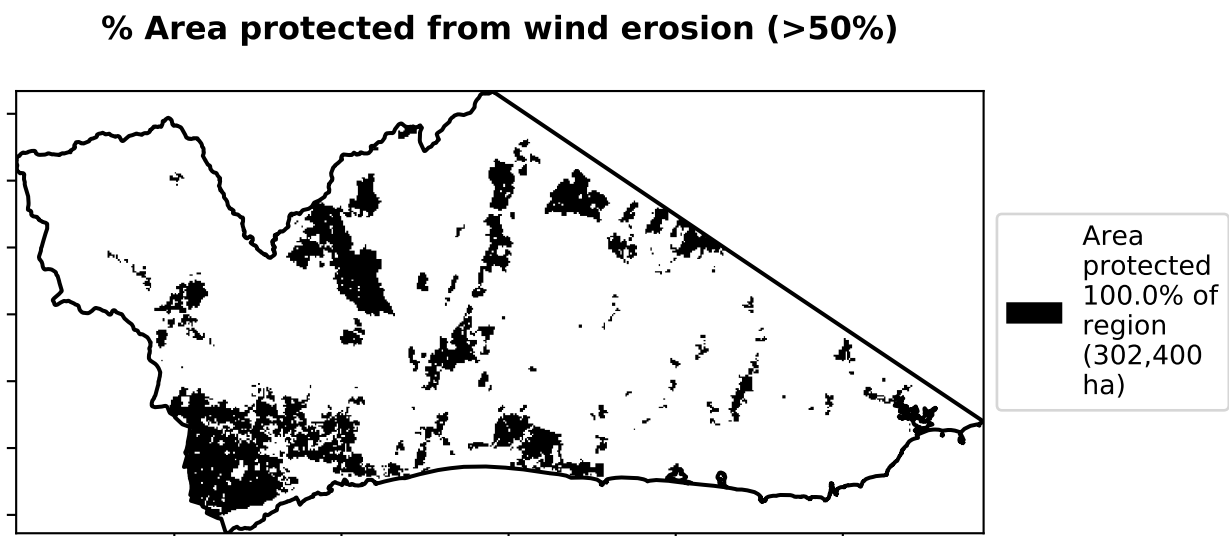 % Area protected from wind erosion (>50%)
Area
protected
100.0% of
region
(302,400
ha)